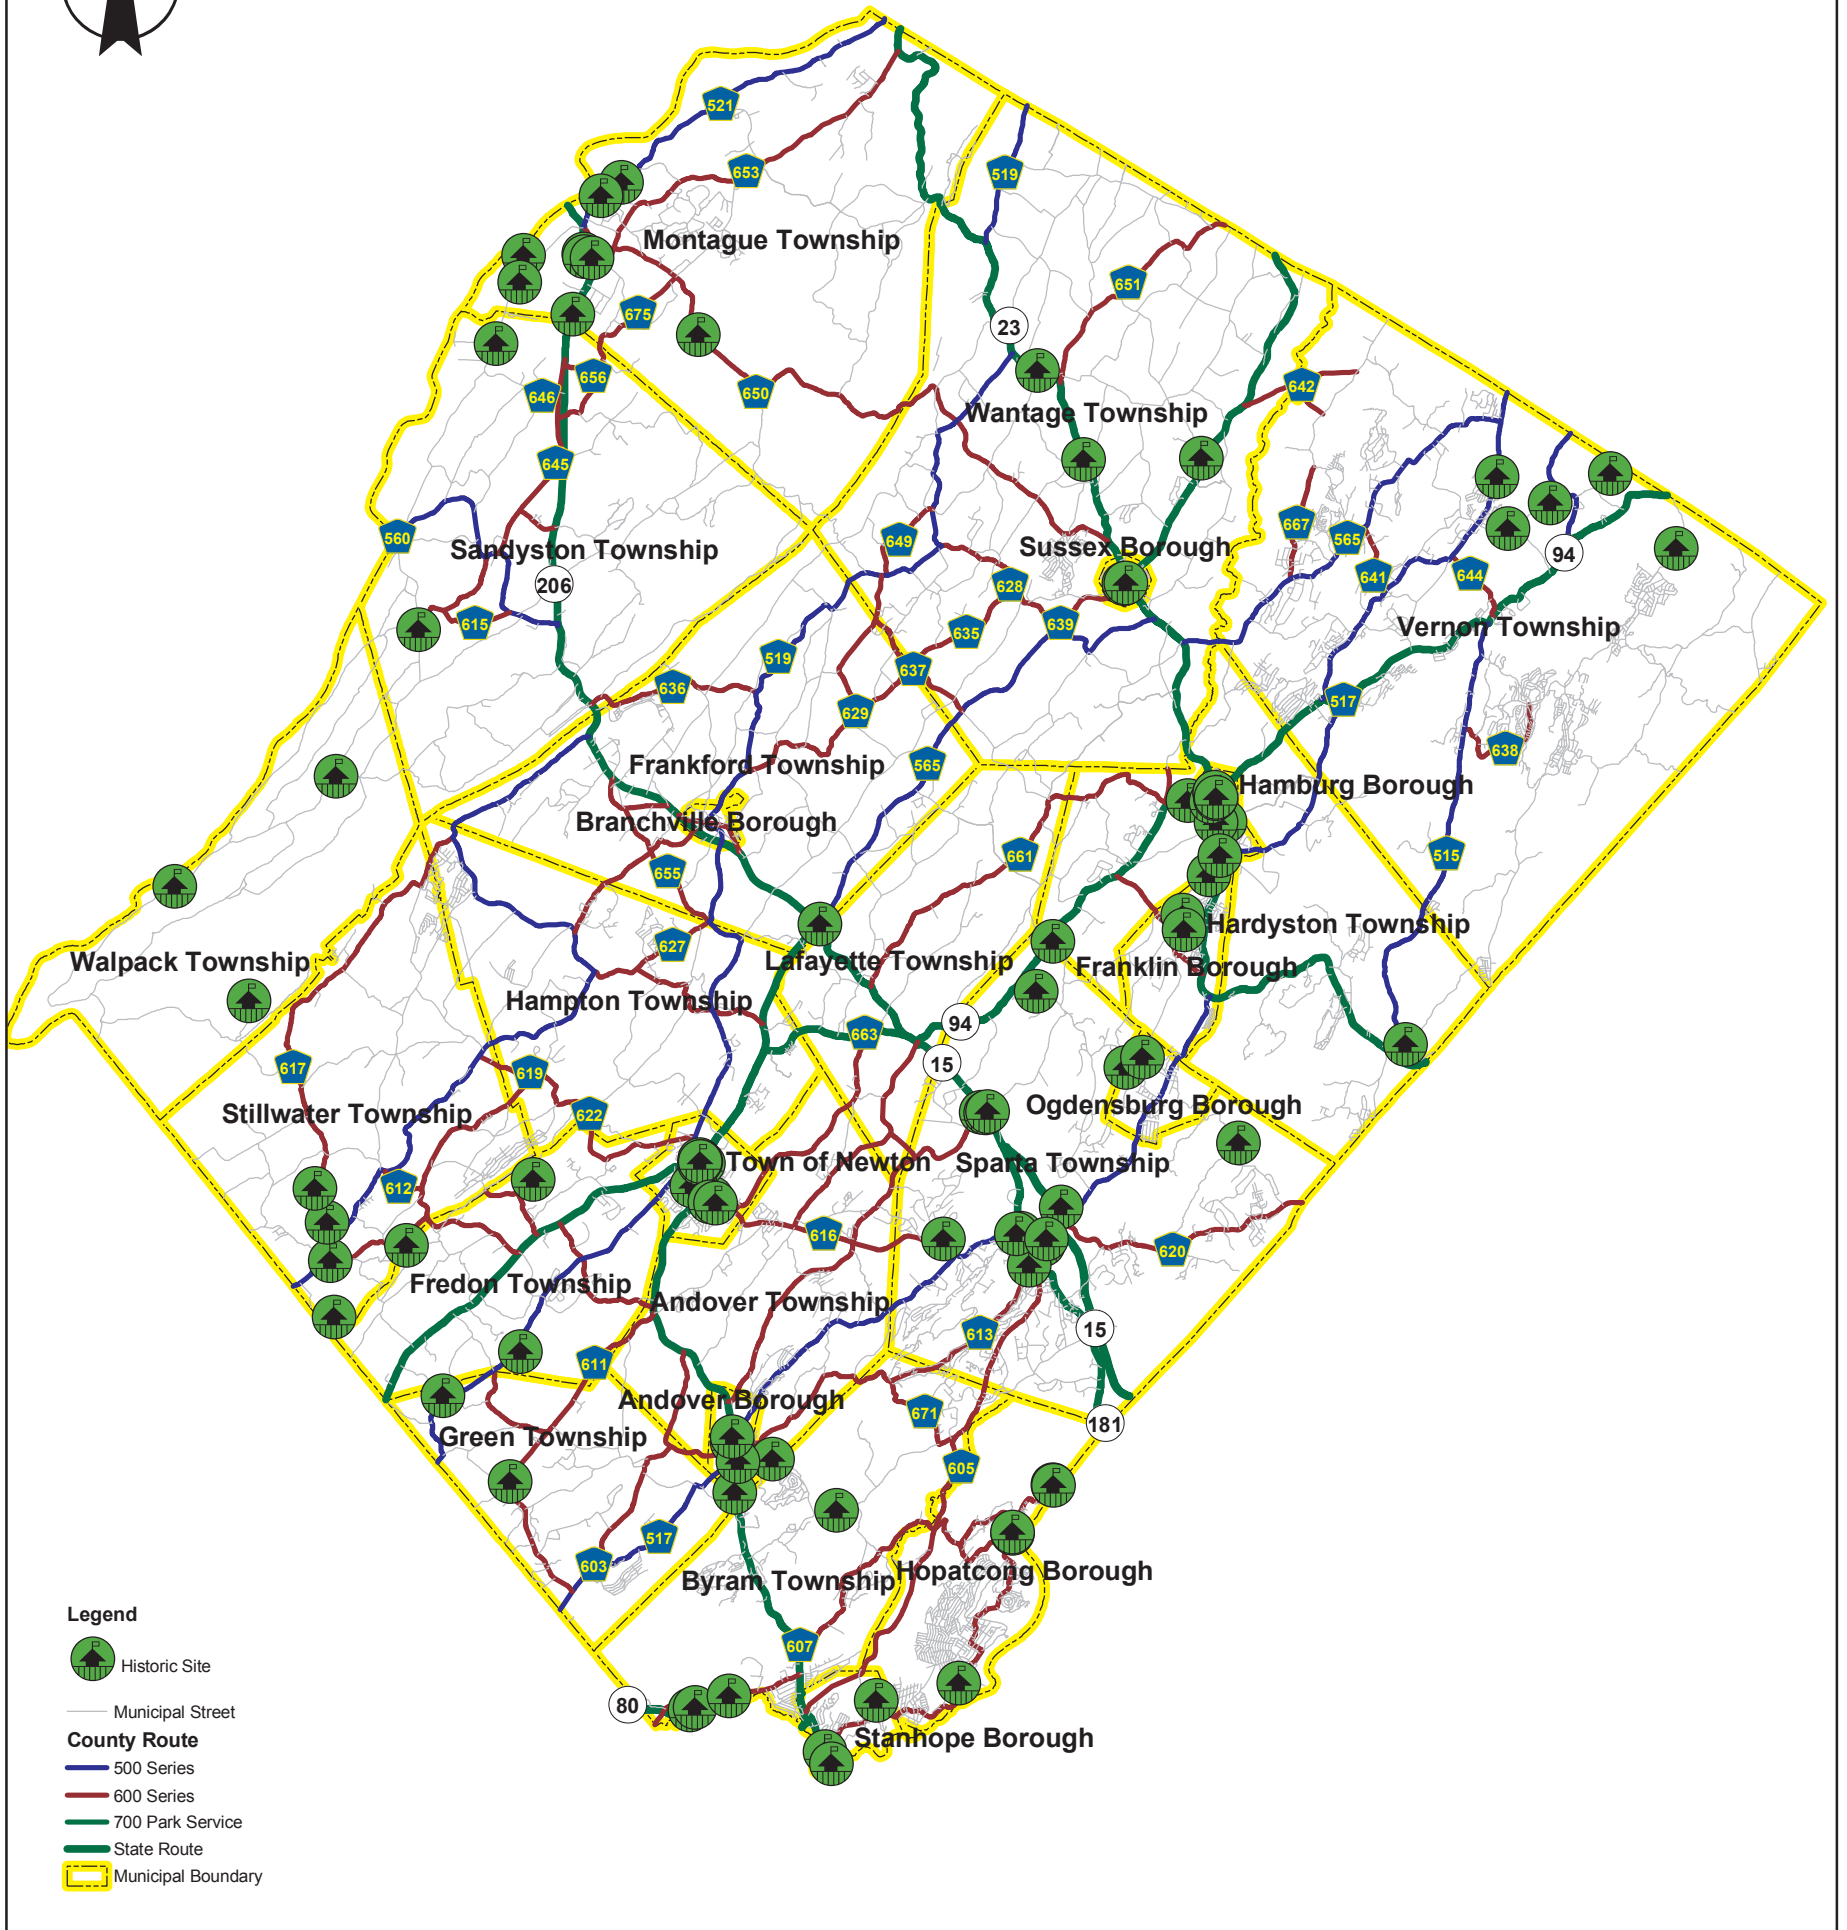 521
653
519
Montague Township
651
675
23
656
646
650
642
Wantage Township
645
560
649
667
565
Sussex Borough
Sandyston Township
94
206
628
641
644
615
635
639
Vernon Township
519
637
636
629
517
638
Frankford Township
565
Hamburg Borough
Branchville Borough
655
661
515
627
Hardyston Township
Walpack Township
Lafayette Township
Franklin Borough
Hampton Township
663
94
15
617
619
Stillwater Township
622
Ogdensburg Borough
Town of Newton
Sparta Township
612
616
620
Fredon Township
Andover Township
613
15
611
Andover Borough
671
181
Green Township
605
517
603
Byram Township
Hopatcong Borough
607
80
Stanhope Borough
Legend
Historic Site
Municipal Street
County Route
500 Series
600 Series
700 Park Service
State Route
Municipal Boundary